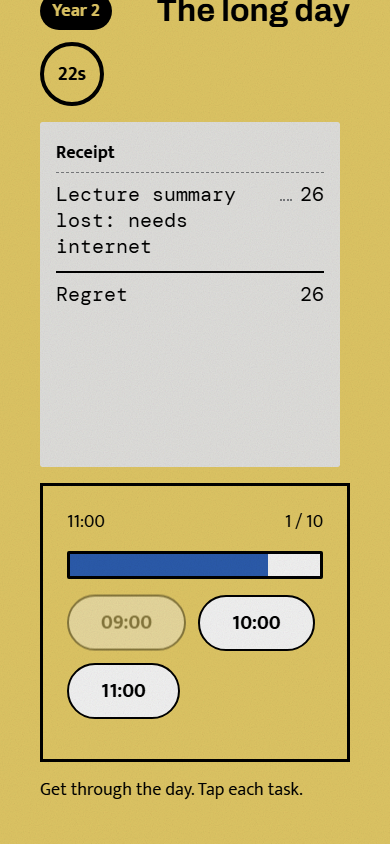 Year 2
The long day
22s
Receipt
Lecture summary .... 26
lost: needs
internet
Regret 26
11:00 1 / 10
09:00
10:00
11:00
Get through the day. Tap each task.